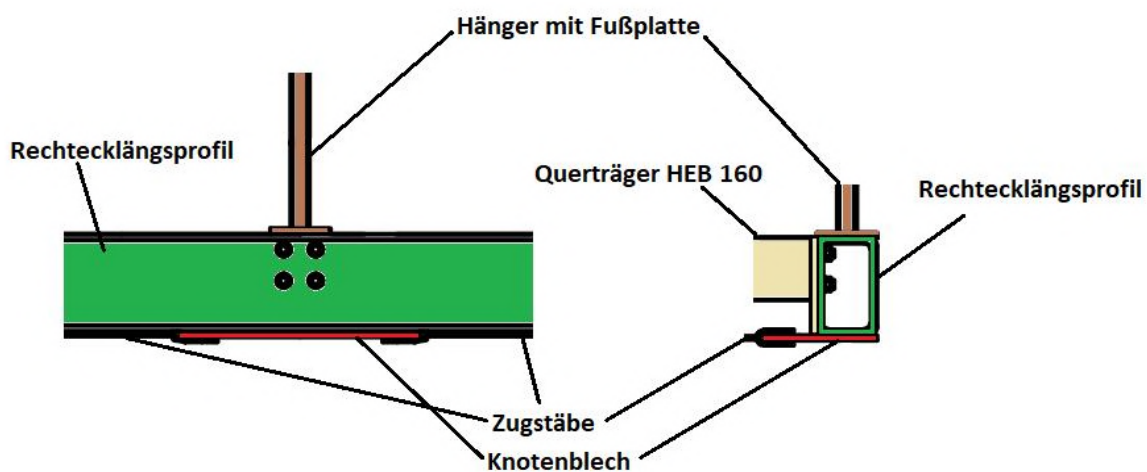 Hänger mit Fußplatte
Rechtecklängsprofil
Querträger HEB 160
Rechtecklängsprofil
Zugstäbe
Knotenblech